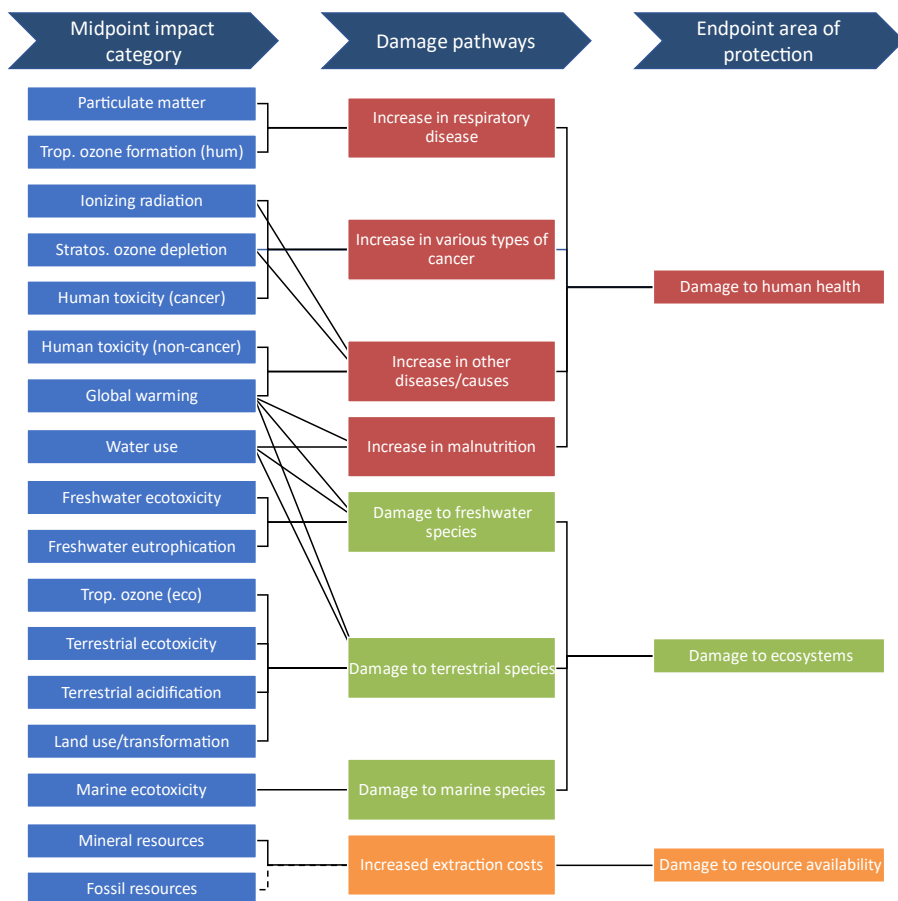 Midpoint impact
category
Damage pathways
Endpoint area of
protection
Particulate matter
Trop. ozone formation (hum)
Ionizing radiation
Stratos. ozone depletion
Human toxicity (cancer)
Human toxicity (non-cancer)
Global warming
Water use
Freshwater ecotoxicity
Freshwater eutrophication
Trop. ozone (eco)
Terrestrial ecotoxicity
Terrestrial acidification
Land use/transformation
Marine ecotoxicity
Mineral resources
Fossil resources
Increase in respiratory
disease
Increase in various types of
cancer
Increase in other
diseases/causes
Increase in malnutrition
Damage to freshwater
species
Damage to terrestrial species
Damage to marine species
Increased extraction costs
Damage to human health
Damage to ecosystems
Damage to resource availability